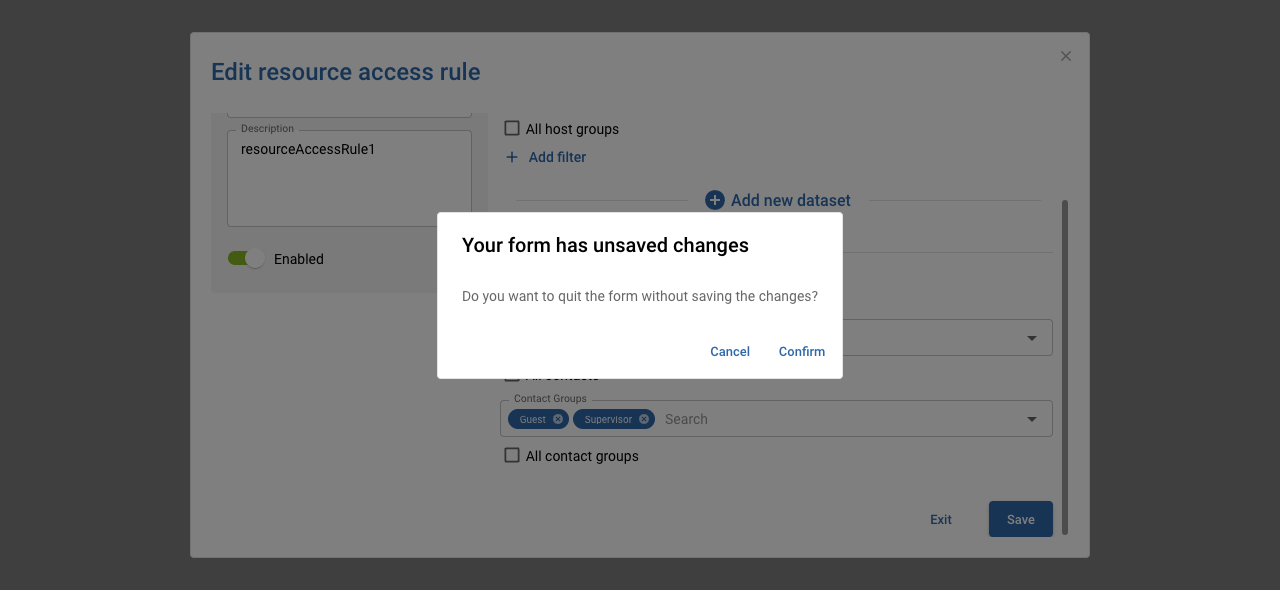 Edit resource access rule
Description
resourceAccessRule1
Enabled
All host groups
Add filter
Add new dataset
Your form has unsaved changes
Do you want to quit the form without saving the changes?
Cancel
Confirm
All contacts
Contact Groups
Guest
Supervisor
Search
All contact groups
Exit
Save